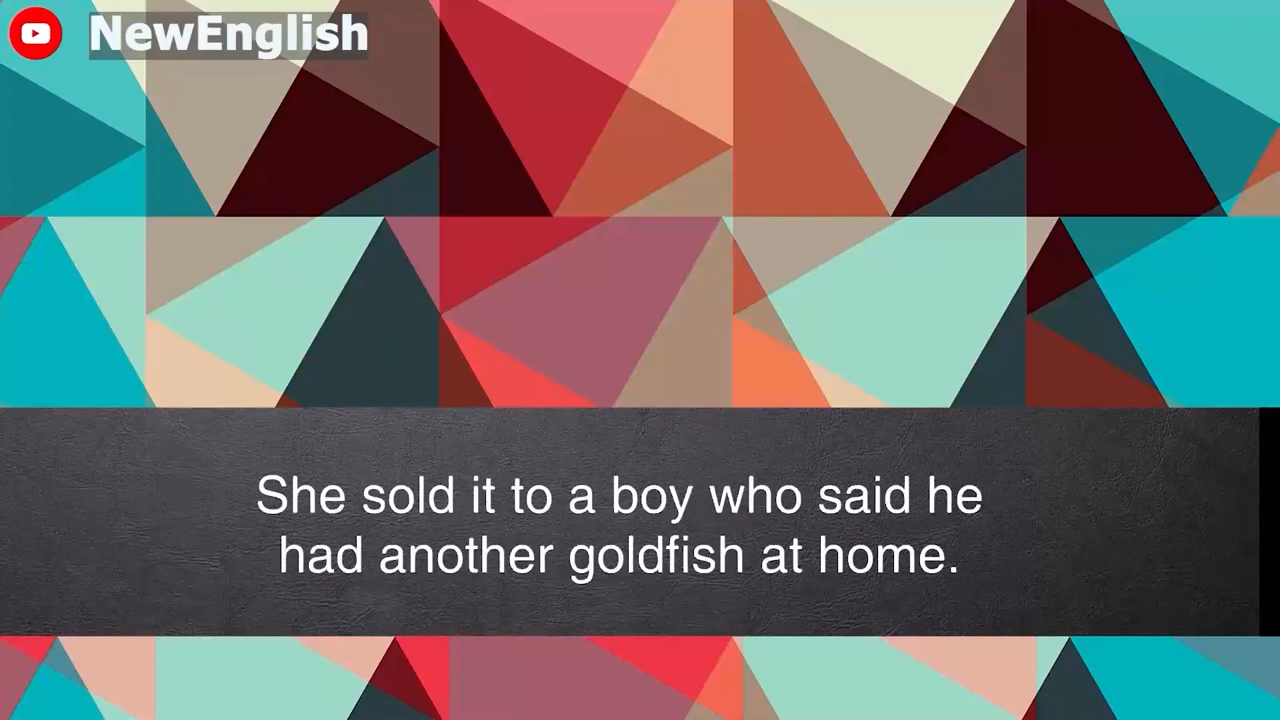 NewEnglish
She sold it to a boy who said he
had another goldfish at home.